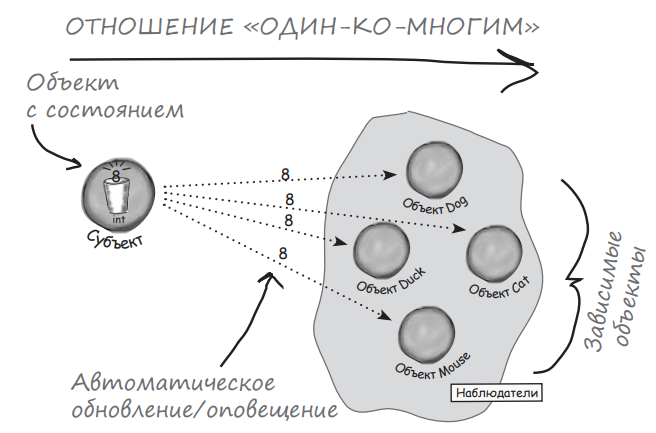 ОТНОШЕНИЕ «ОДИН-КО-МНОГИМ»
Объект
с состоянием
8
int
Субъект
8
8
8
8
Объект Dog
Объект Duck
Объект Cat
Объект Mouse
Наблюдатели
Зависимые
объекты
Автоматическое
обновление/оповещение